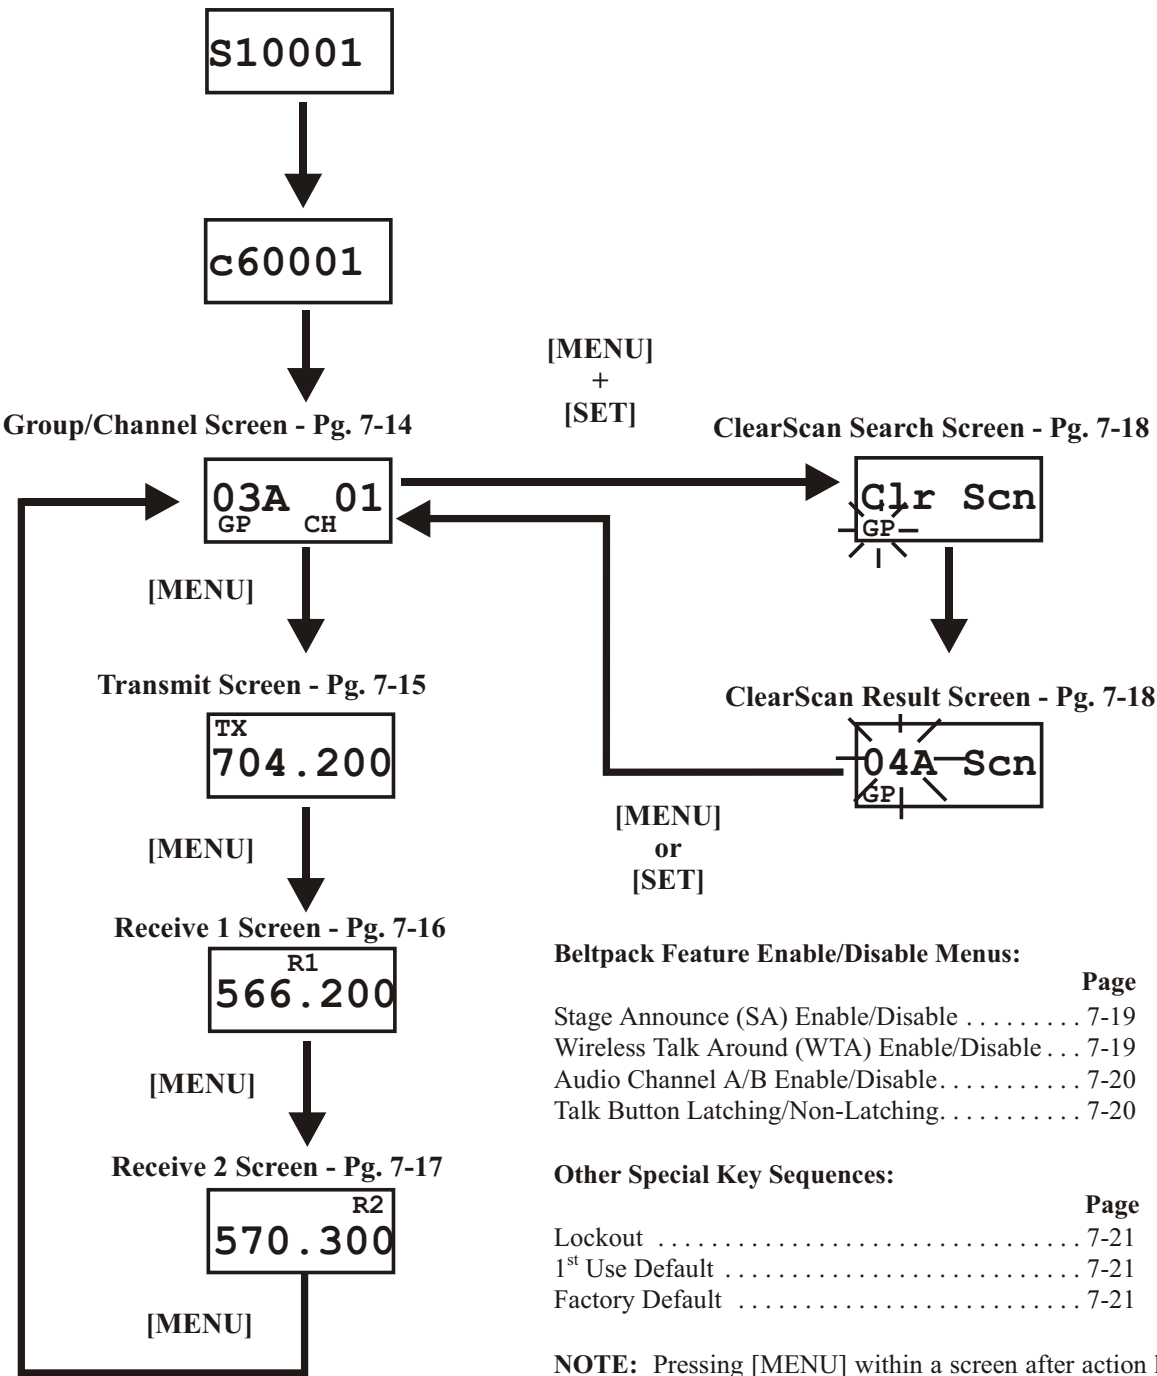 S10001
c60001
[MENU]
+
[SET]
Group/Channel Screen - Pg. 7-14
ClearScan Search Screen - Pg. 7-18
03A 01
GP CH
Clr Scn
GP
[MENU]
Transmit Screen - Pg. 7-15
ClearScan Result Screen - Pg. 7-18
TX
704.200
04A Scn
GP
[MENU]
or
[SET]
[MENU]
Receive 1 Screen - Pg. 7-16
R1
566.200
[MENU]
Receive 2 Screen - Pg. 7-17
R2
570.300
[MENU]
Beltpack Feature Enable/Disable Menus:
Page
Stage Announce (SA) Enable/Disable . . . . . . . . . 7-19
Wireless Talk Around (WTA) Enable/Disable . . . 7-19
Audio Channel A/B Enable/Disable. . . . . . . . . . . 7-20
Talk Button Latching/Non-Latching. . . . . . . . . . . 7-20
Other Special Key Sequences:
Page
Lockout . . . . . . . . . . . . . . . . . . . . . . . . . . . . . . . . 7-21
1st Use Default . . . . . . . . . . . . . . . . . . . . . . . . . . . 7-21
Factory Default . . . . . . . . . . . . . . . . . . . . . . . . . . 7-21
NOTE: Pressing [MENU] within a screen after action